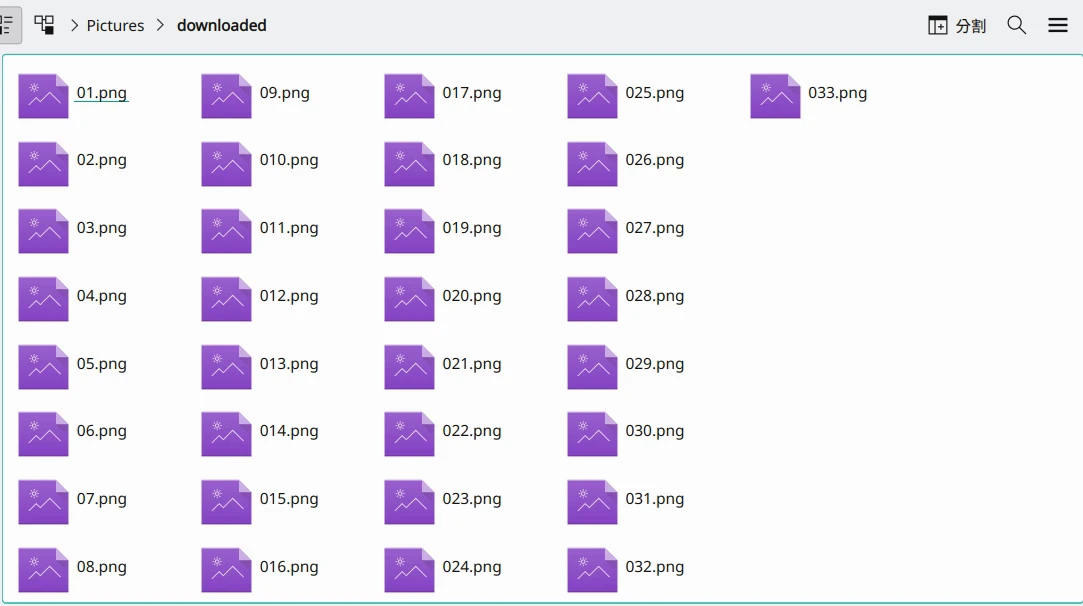 Pictures > downloaded 分割
01.png
02.png
03.png
04.png
05.png
06.png
07.png
08.png
09.png
010.png
011.png
012.png
013.png
014.png
015.png
016.png
017.png
018.png
019.png
020.png
021.png
022.png
023.png
024.png
025.png
026.png
027.png
028.png
029.png
030.png
031.png
032.png
033.png